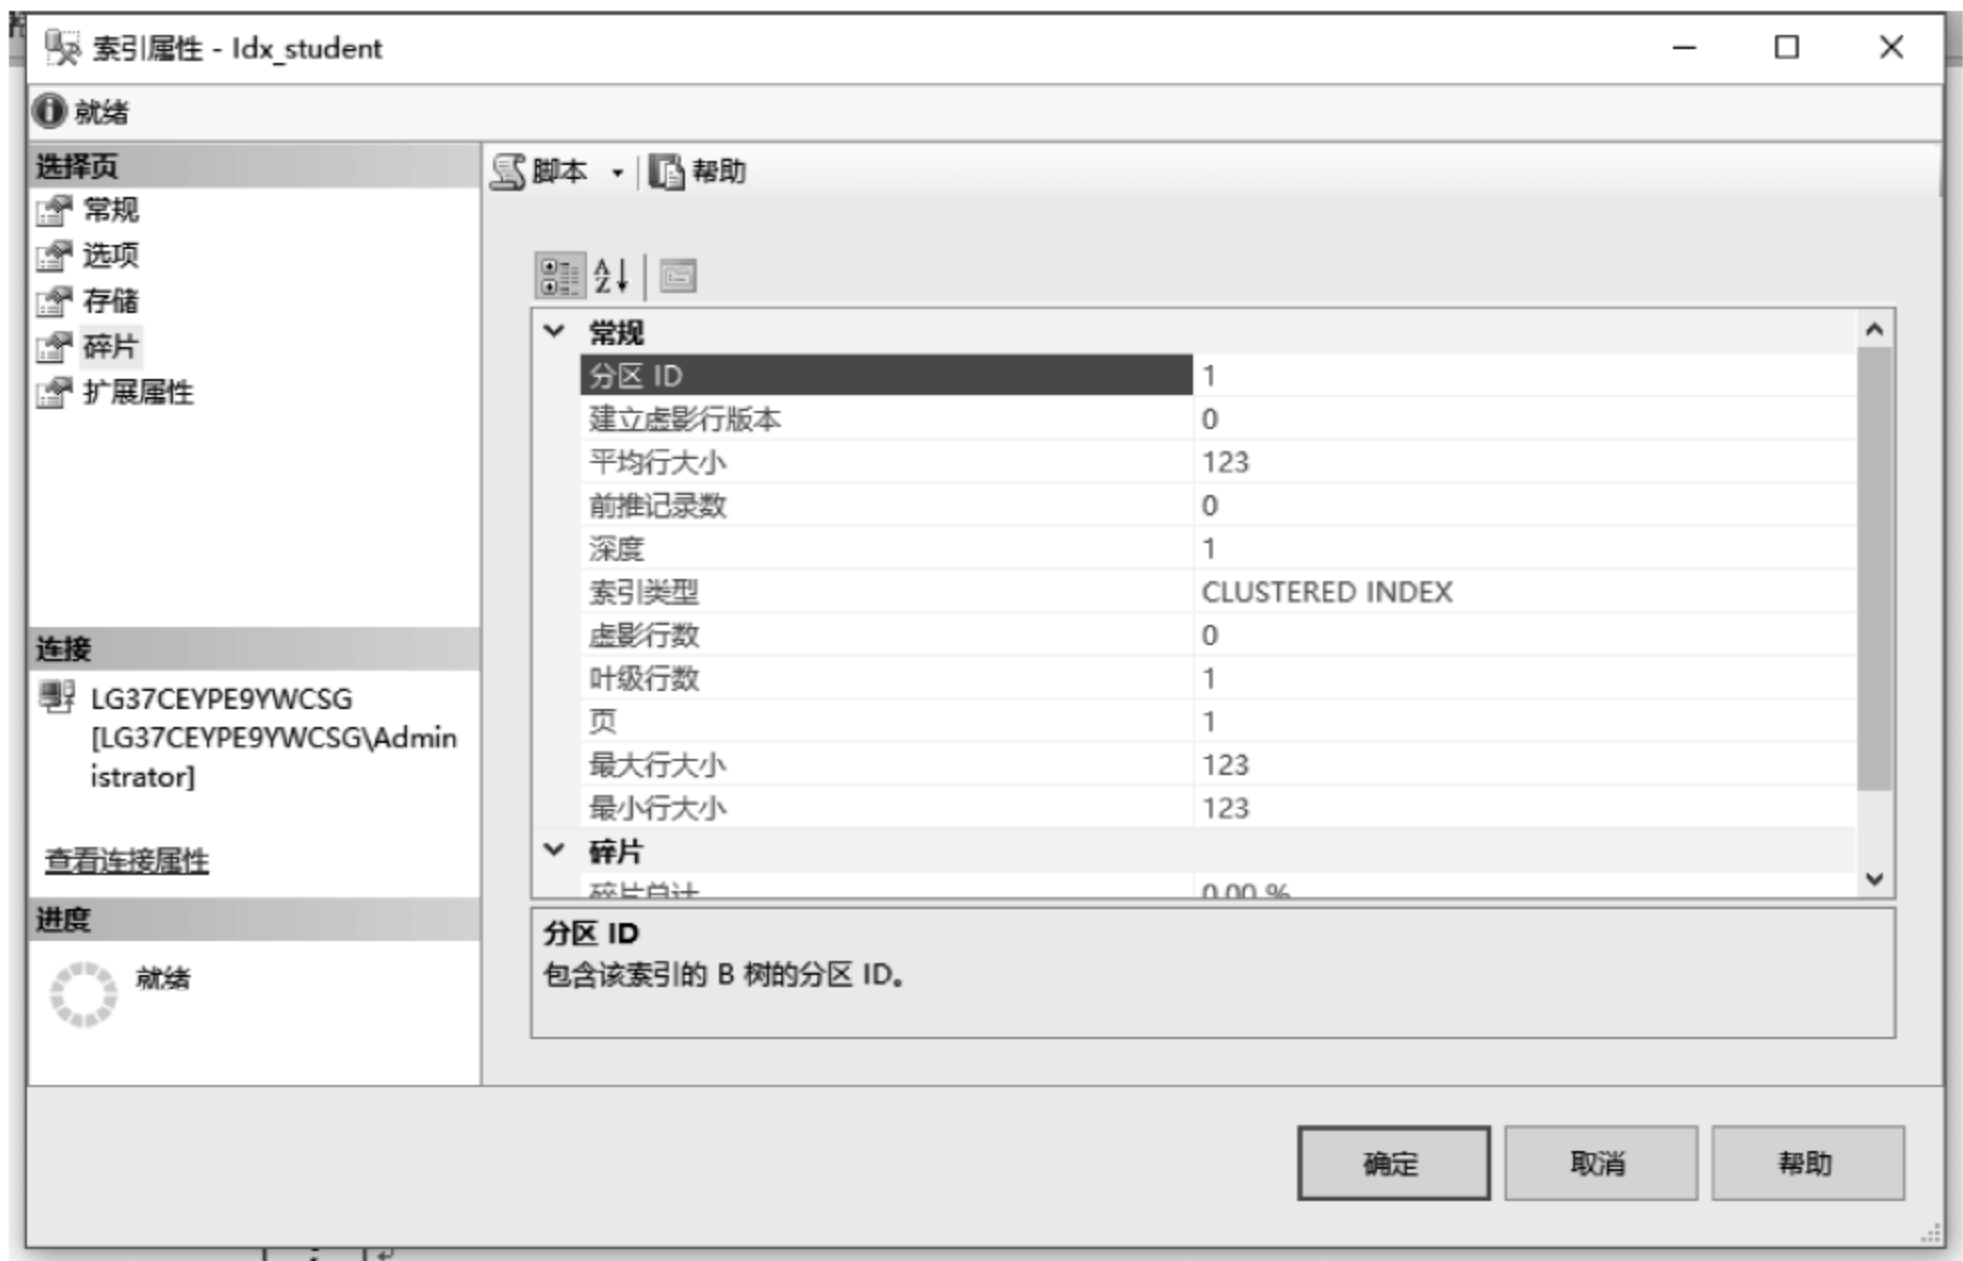 索引属性 - Idx_student
就绪
选择页
常规
选项
存储
碎片
扩展属性
连接
LG37CEYPE9YWCSG
[LG37CEYPE9YWCSG\Admin
istrator]
查看连接属性
进度
就绪
脚本 帮助
常规
分区 ID 1
建立虚影行版本 0
平均行大小 123
前推记录数 0
深度 1
索引类型 CLUSTERED INDEX
虚影行数 0
叶级行数 1
页 1
最大行大小 123
最小行大小 123
碎片
碎片总计 0.00 %
分区 ID
包含该索引的 B 树的分区 ID。
确定 取消 帮助